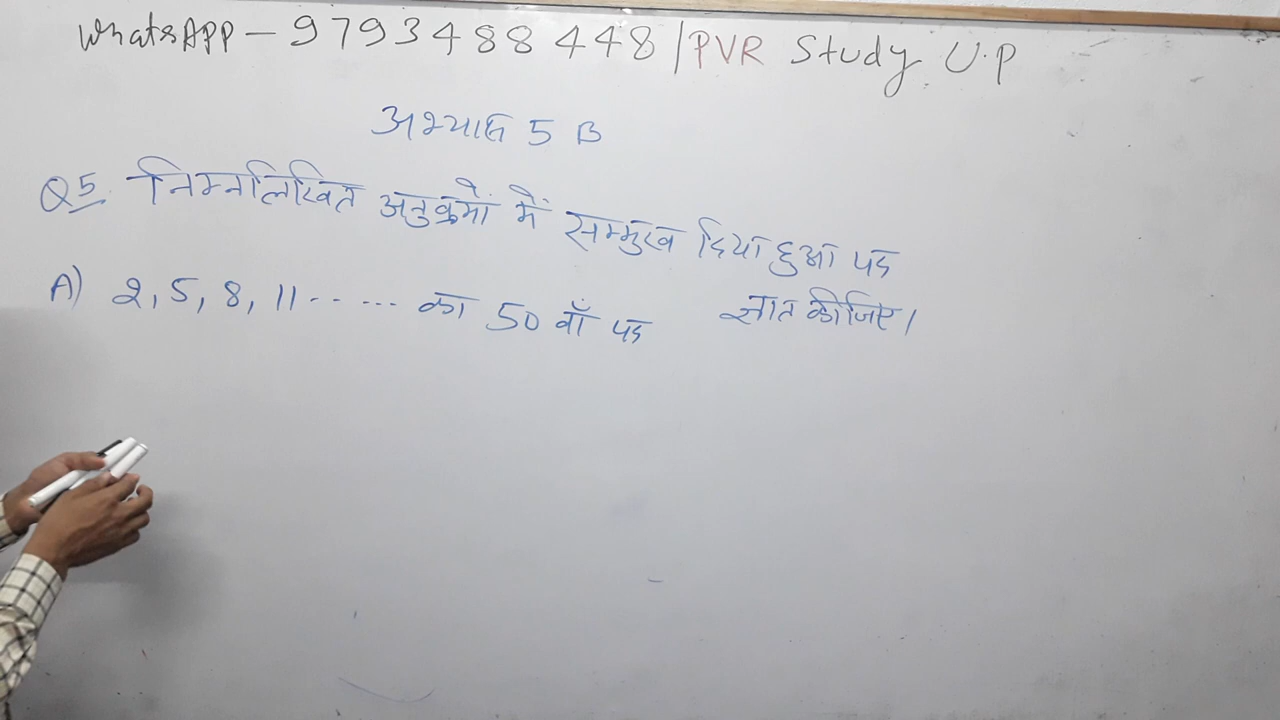 WhatsAPP - 9793488448 | PVR Study U.P
अभ्यास 5 B
Q5. निम्नलिखित अनुक्रमों में सम्मुख दिया हुआ पद
ज्ञात कीजिए।
A) 2, 5, 8, 11 - - - - - का 50 वाँ पद